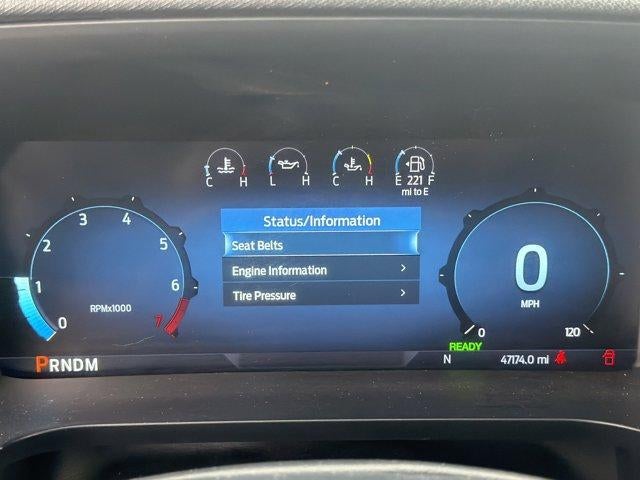 C H L H C H E 221 F
mi to E
Status/Information
Seat Belts
Engine Information >
Tire Pressure >
0 1 2 3 4 5 6 7
RPMx1000
0
MPH
0 120
READY
PRNDM
N 47174.0 mi